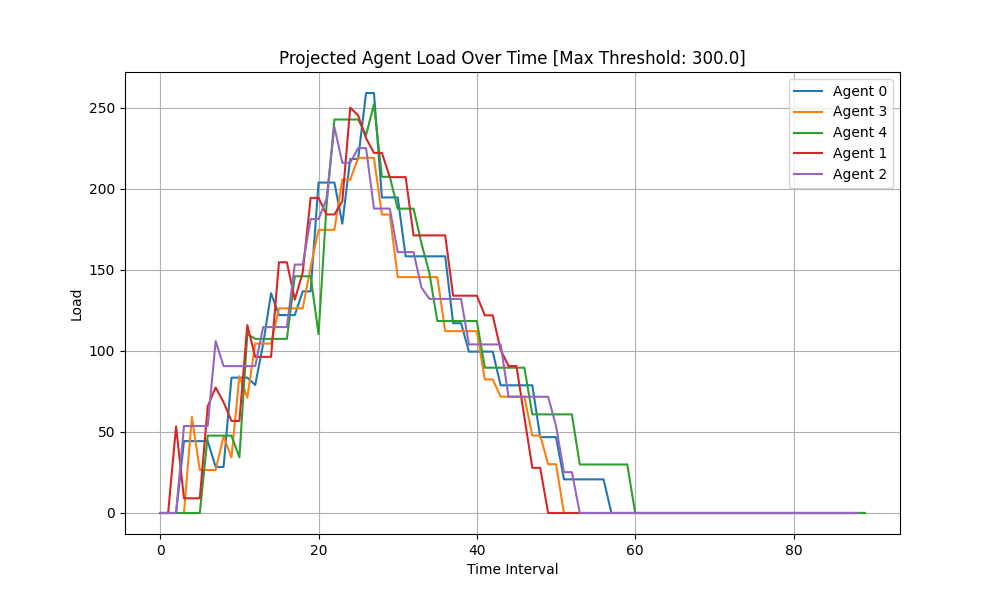 Projected Agent Load Over Time [Max Threshold: 300.0]
Agent 0
Agent 3
Agent 4
Agent 1
Agent 2
250
200
150
100
50
0
Load
0 20 40 60 80
Time Interval